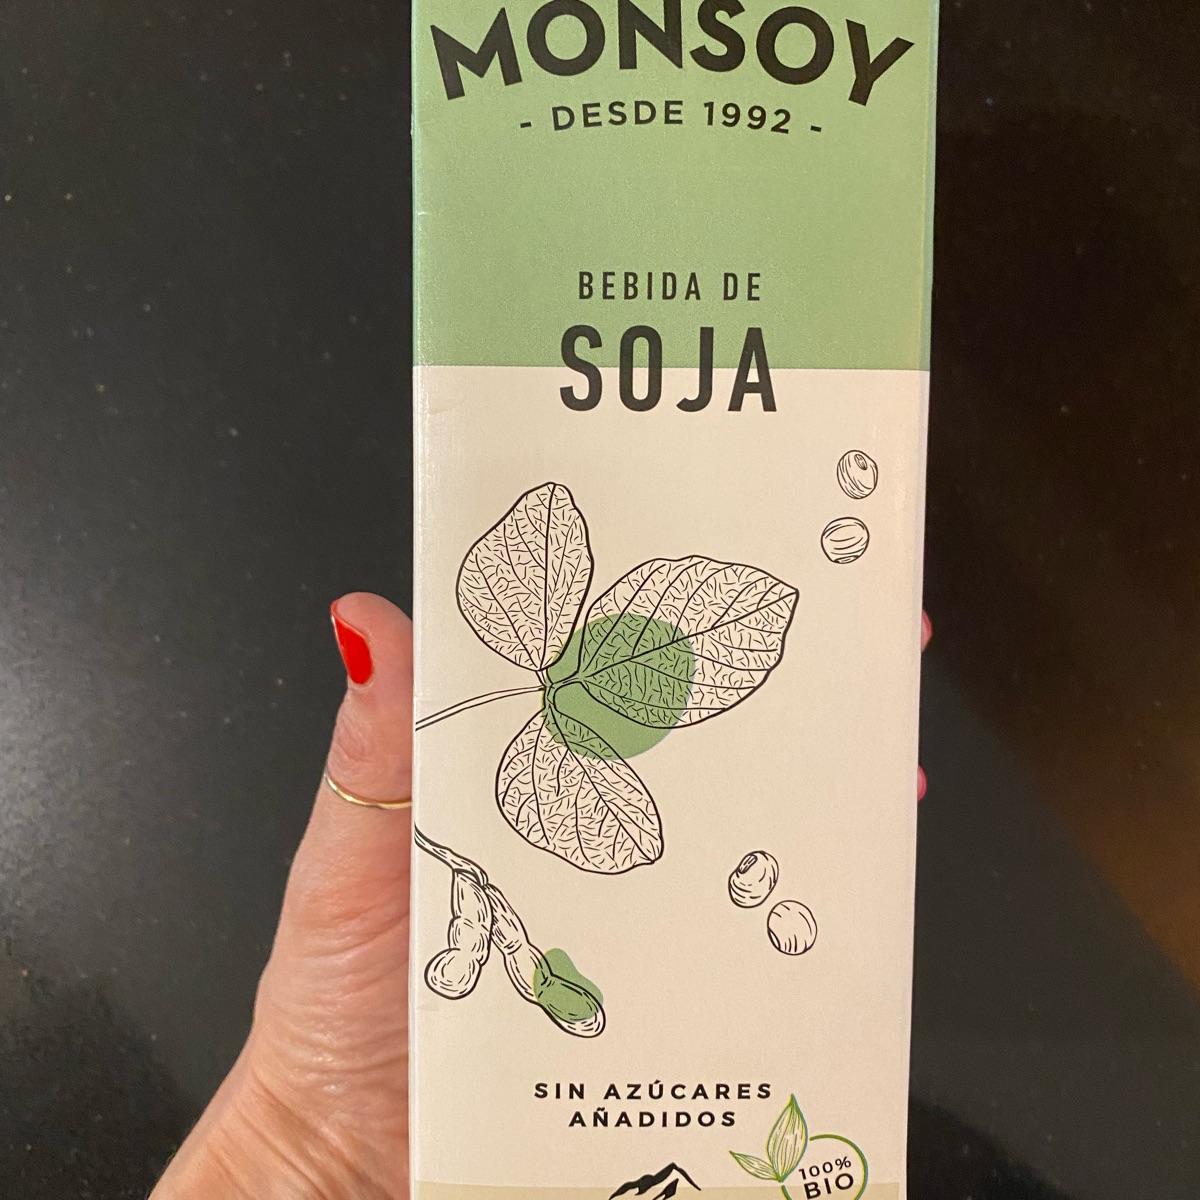 MONSOY
- DESDE 1992 -
BEBIDA DE
SOJA
SIN AZÚCARES
AÑADIDOS
100%
BIO